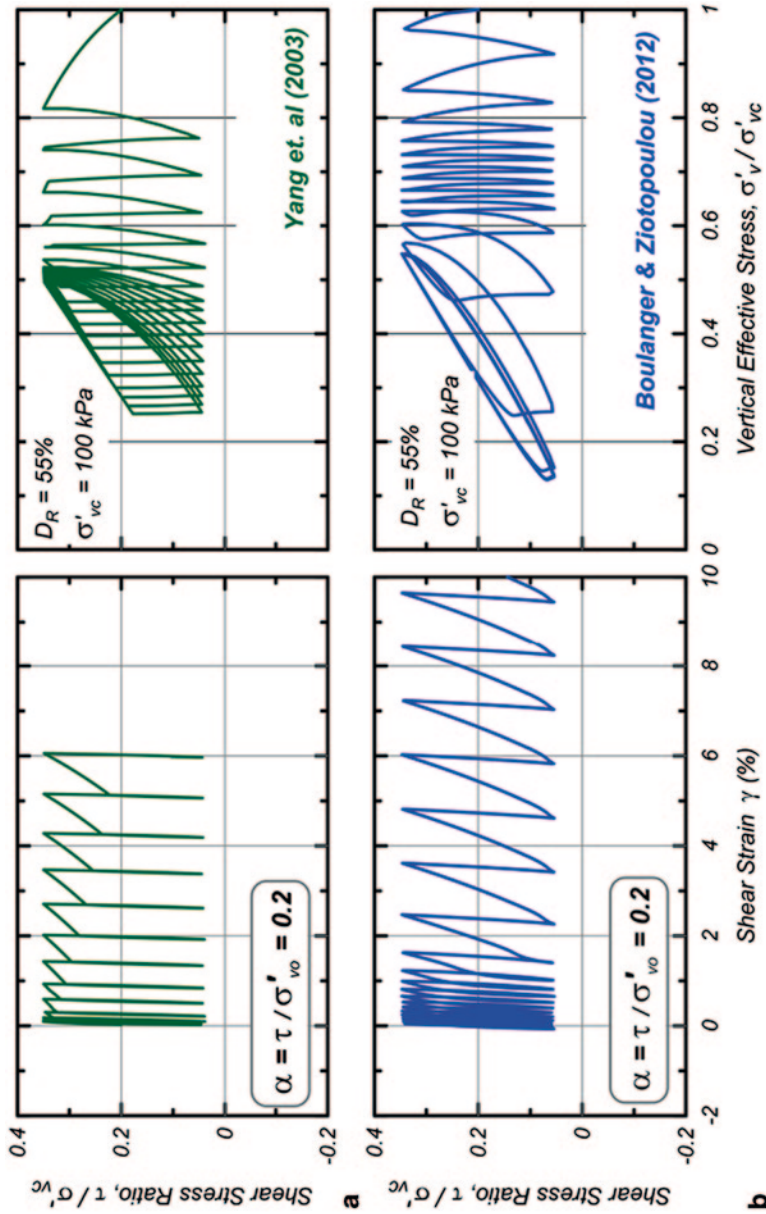 a
Shear Stress Ratio, τ / σ'vc
0.4
0.2
0
-0.2
α = τ / σ'vo = 0.2
DR = 55%
σ'vc = 100 kPa
Yang et. al (2003)
b
Shear Stress Ratio, τ / σ'vc
0.4
0.2
0
-0.2
-2
0
2
4
6
8
10
Shear Strain γ (%)
α = τ / σ'vo = 0.2
DR = 55%
σ'vc = 100 kPa
Boulanger & Ziotopoulou (2012)
0
0.2
0.4
0.6
0.8
1
Vertical Effective Stress, σ'v / σ'vc